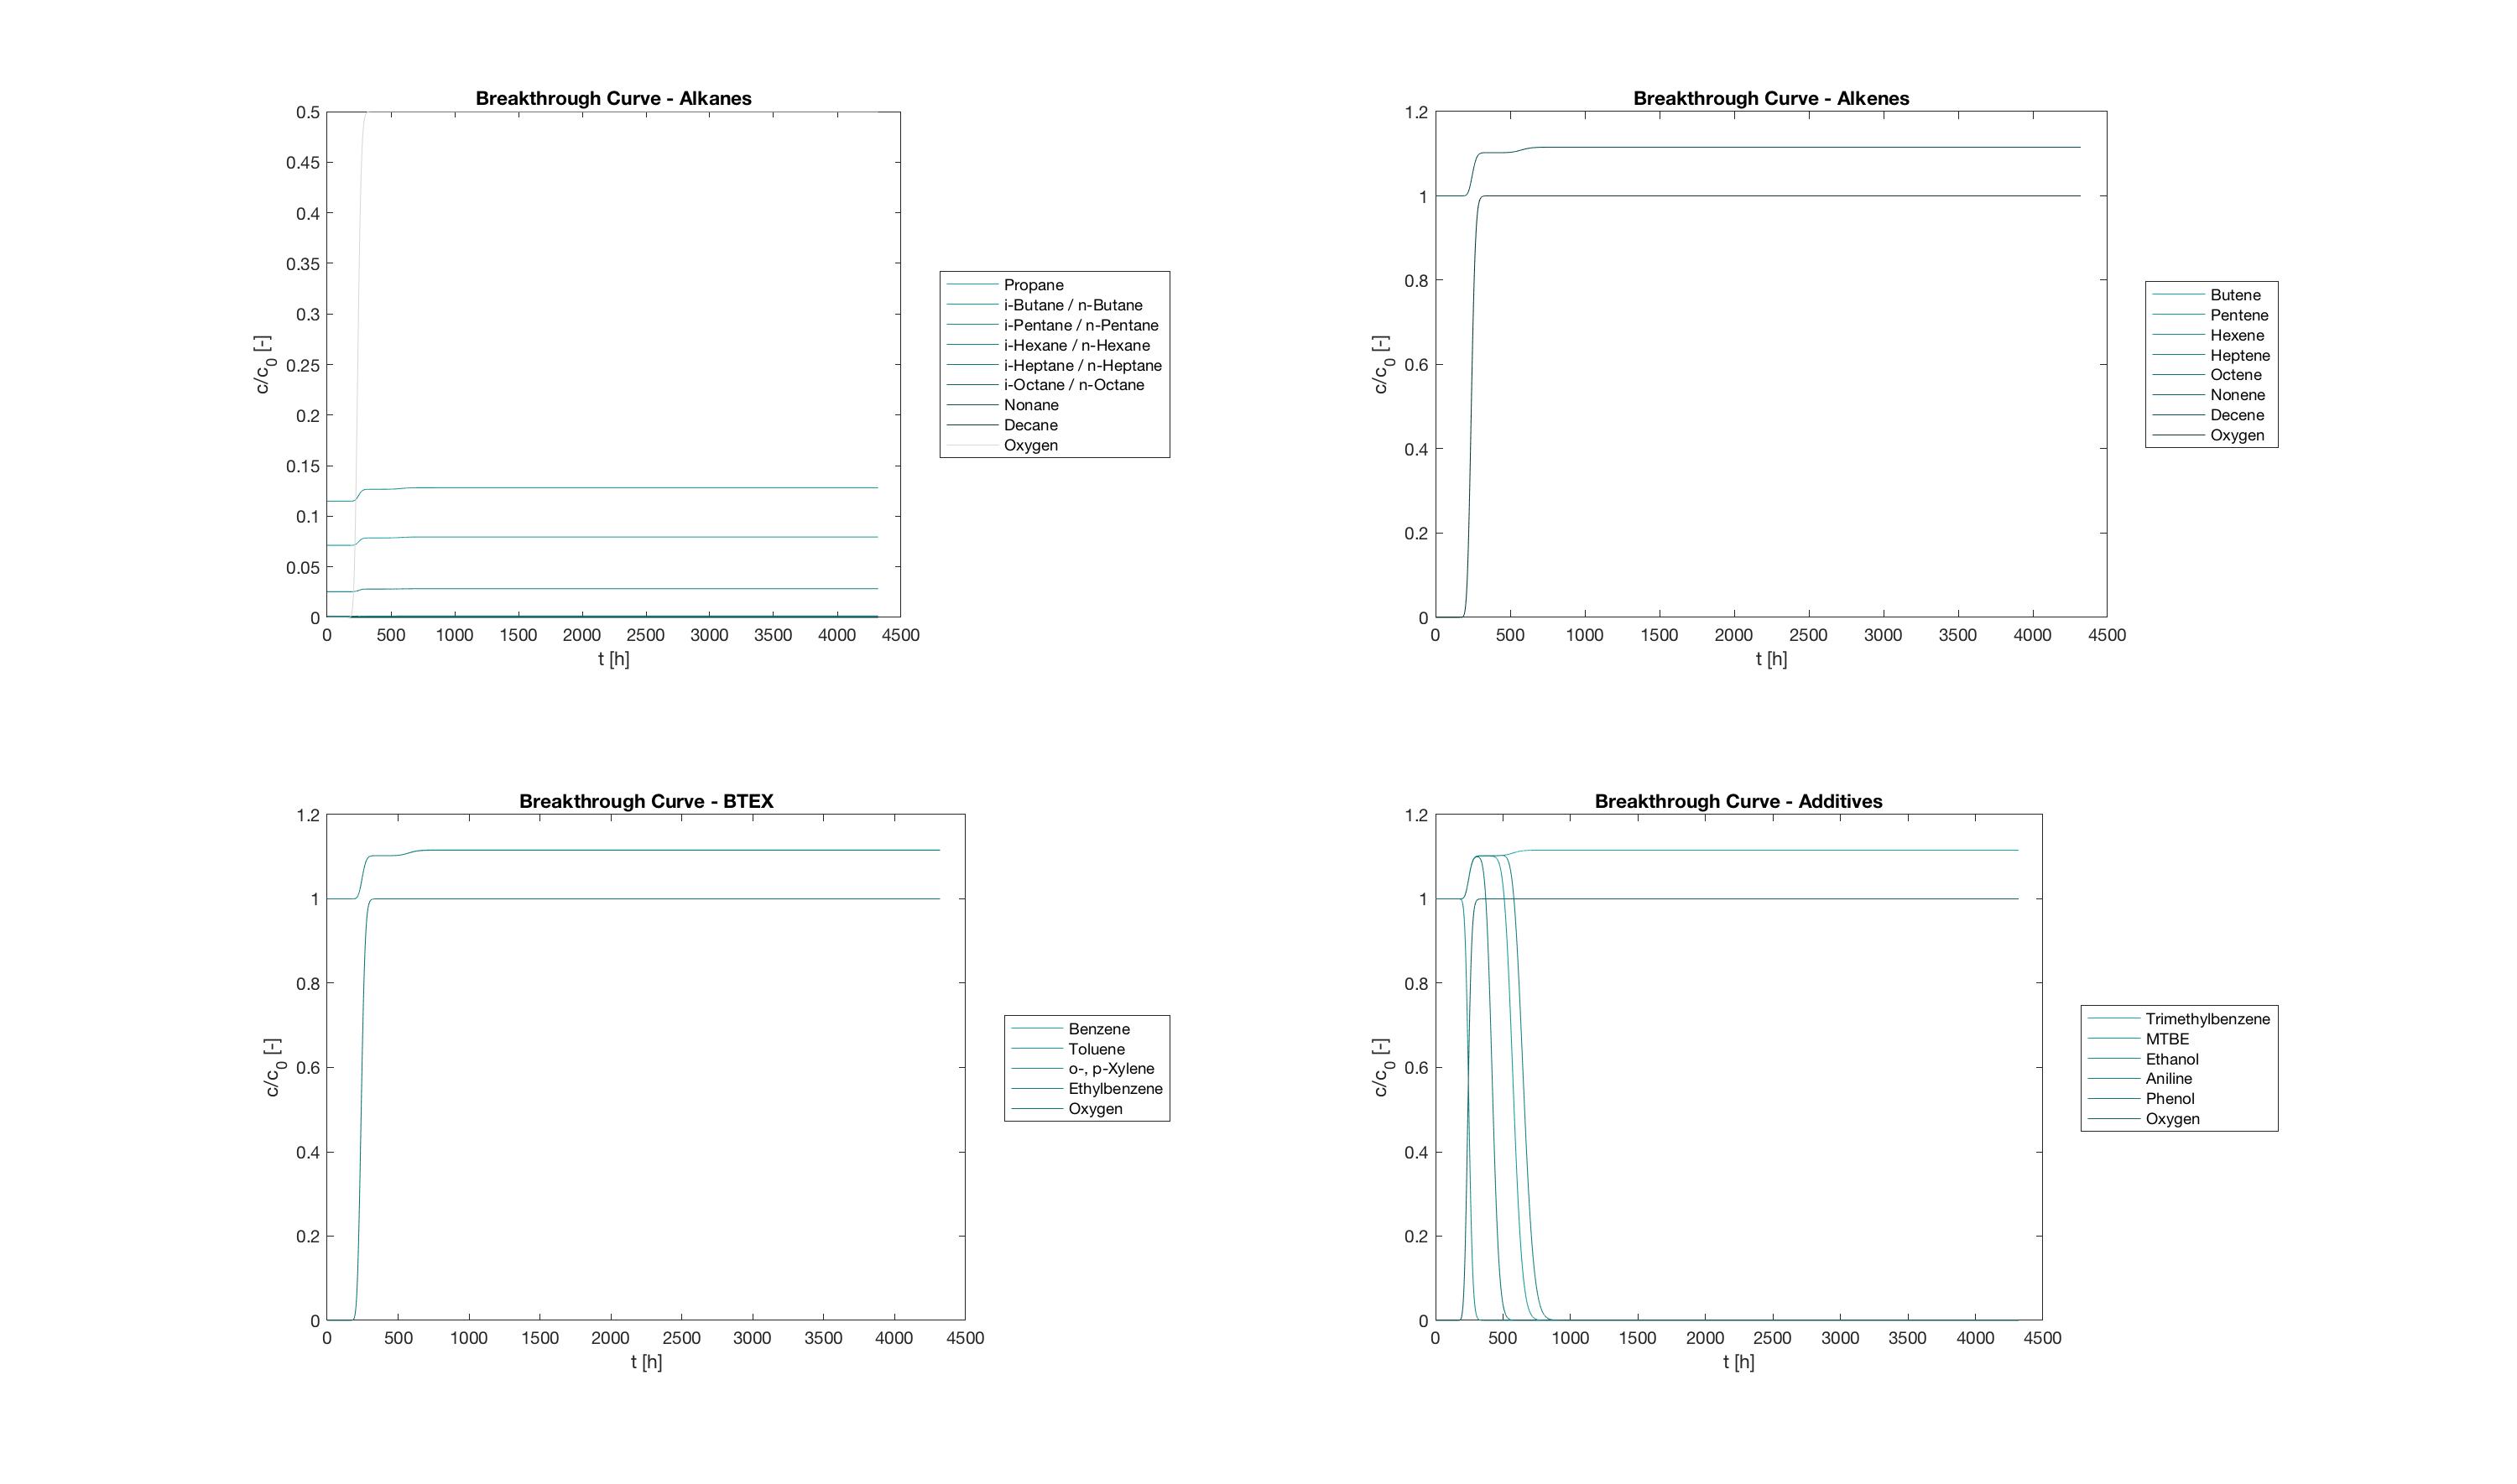 Breakthrough Curve - Alkanes
0.5
0.45
0.4
0.35
0.3
0.25
0.2
0.15
0.1
0.05
0
c/c0 [-]
0 500 1000 1500 2000 2500 3000 3500 4000 4500
t [h]
Propane
i-Butane / n-Butane
i-Pentane / n-Pentane
i-Hexane / n-Hexane
i-Heptane / n-Heptane
i-Octane / n-Octane
Nonane
Decane
Oxygen
Breakthrough Curve - Alkenes
1.2
1
0.8
0.6
0.4
0.2
0
c/c0 [-]
0 500 1000 1500 2000 2500 3000 3500 4000 4500
t [h]
Butene
Pentene
Hexene
Heptene
Octene
Nonene
Decene
Oxygen
Breakthrough Curve - BTEX
1.2
1
0.8
0.6
0.4
0.2
0
c/c0 [-]
0 500 1000 1500 2000 2500 3000 3500 4000 4500
t [h]
Benzene
Toluene
o-, p-Xylene
Ethylbenzene
Oxygen
Breakthrough Curve - Additives
1.2
1
0.8
0.6
0.4
0.2
0
c/c0 [-]
0 500 1000 1500 2000 2500 3000 3500 4000 4500
t [h]
Trimethylbenzene
MTBE
Ethanol
Aniline
Phenol
Oxygen